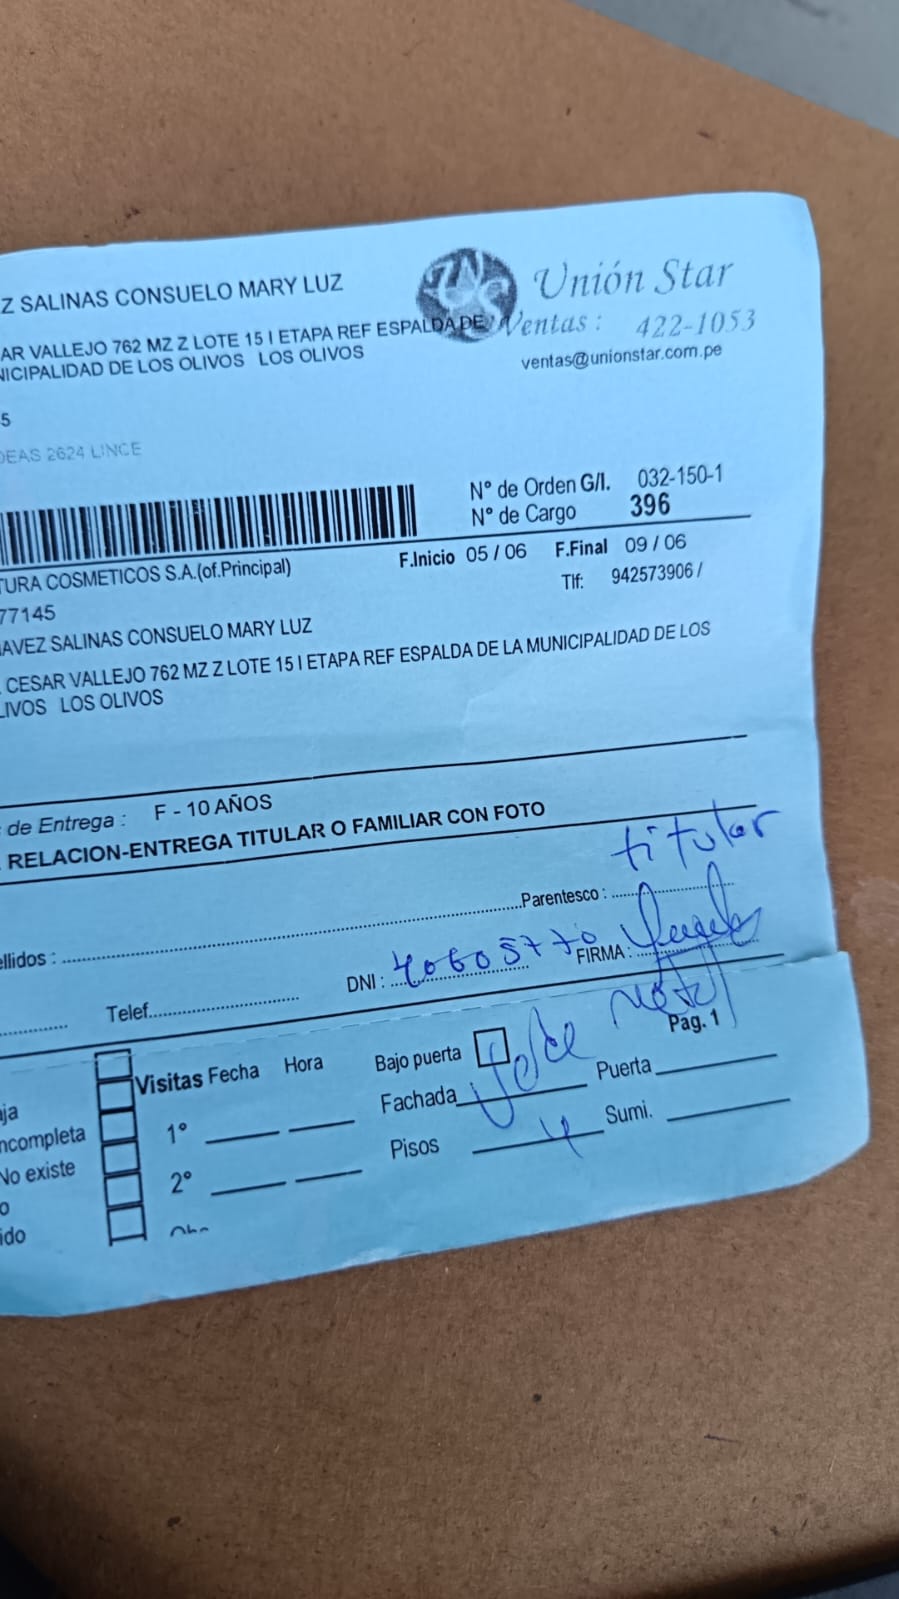 Z SALINAS CONSUELO MARY LUZ
Unión Star
AR VALLEJO 762 MZ Z LOTE 15 I ETAPA REF ESPALDA DE
Ventas: 422-1053
NICIPALIDAD DE LOS OLIVOS LOS OLIVOS
ventas@unionstar.com.pe
5
DEAS 2624 LINCE
N° de Orden G/I. 032-150-1
N° de Cargo 396
F.Inicio 05 / 06 F.Final 09 / 06
TURA COSMETICOS S.A.(of.Principal)
Tlf: 942573906 /
77145
AVEZ SALINAS CONSUELO MARY LUZ
. CESAR VALLEJO 762 MZ Z LOTE 15 I ETAPA REF ESPALDA DE LA MUNICIPALIDAD DE LOS
LIVOS LOS OLIVOS
de Entrega : F - 10 AÑOS
RELACION-ENTREGA TITULAR O FAMILIAR CON FOTO
titular
ellidos : Parentesco :
DNI : 40605770 FIRMA :
Telef.
Pag. 1
Visitas Fecha Hora Bajo puerta
Fachada Puerta
aja
1°
ncompleta
Pisos 4 Sumi.
No existe
2°
o
ido